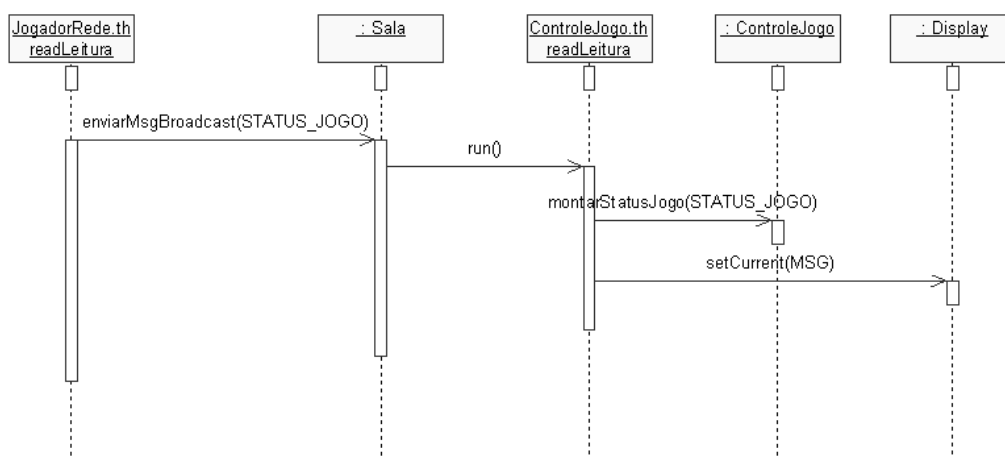 JogadorRede.th
readLeitura
: Sala
ControleJogo.th
readLeitura
: ControleJogo
: Display
enviarMsgBroadcast(STATUS_JOGO)
run()
montarStatusJogo(STATUS_JOGO)
setCurrent(MSG)